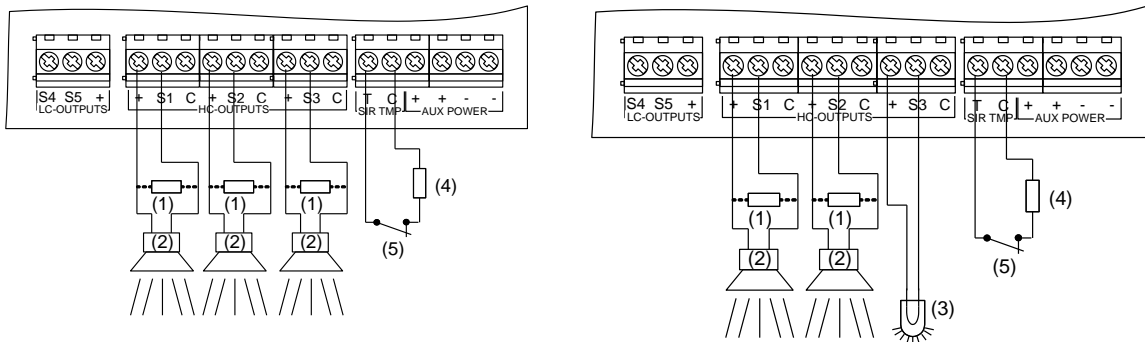 S4 S5 + + S1 C + S2 C + S3 C T C + + - -
LC-OUTPUTS HC-OUTPUTS SIR TMP AUX POWER
(1) (1) (1) (4)
(2) (2) (2) (5)
S4 S5 + + S1 C + S2 C + S3 C T C + + - -
LC-OUTPUTS HC-OUTPUTS SIR TMP AUX POWER
(1) (1) (4)
(2) (2) (5)
(3)